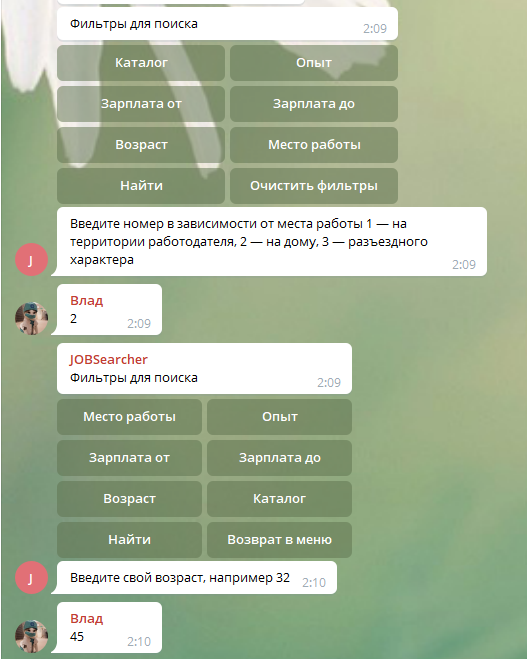 Фильтры для поиска
2:09
Каталог
Опыт
Зарплата от
Зарплата до
Возраст
Место работы
Найти
Очистить фильтры
Введите номер в зависимости от места работы 1 — на
территории работодателя, 2 — на дому, 3 — разъездного
характера
2:09
J
Влад
2
2:09
JOBSearcher
Фильтры для поиска
2:09
Место работы
Опыт
Зарплата от
Зарплата до
Возраст
Каталог
Найти
Возврат в меню
J
Введите свой возраст, например 32
2:10
Влад
45
2:10